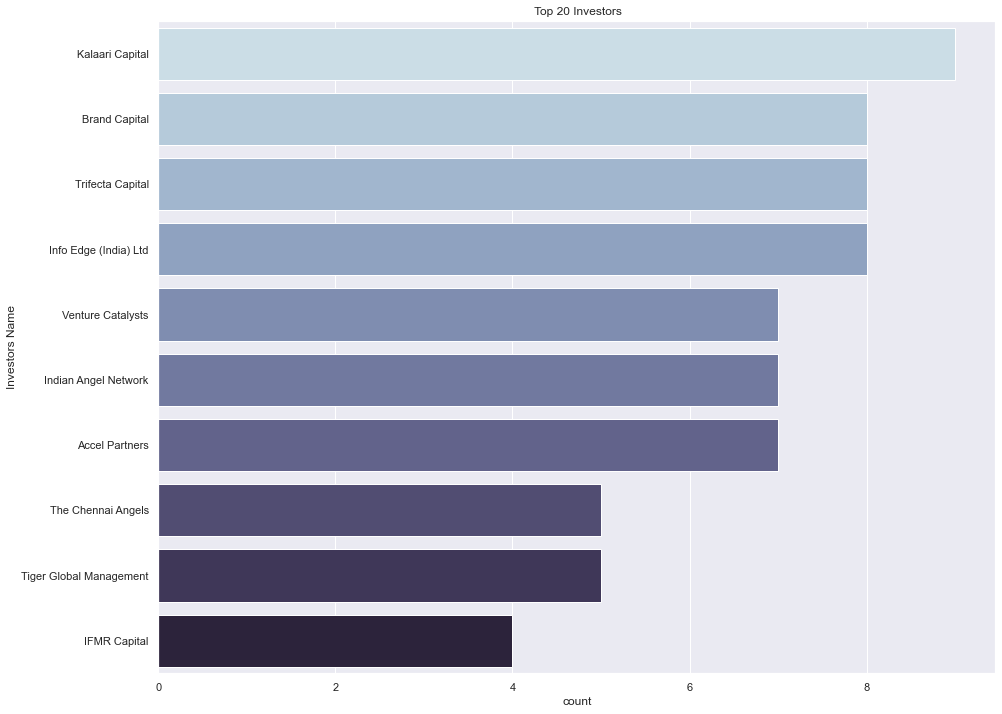 Top 20 Investors
Investors Name
Kalaari Capital
Brand Capital
Trifecta Capital
Info Edge (India) Ltd
Venture Catalysts
Indian Angel Network
Accel Partners
The Chennai Angels
Tiger Global Management
IFMR Capital
0 2 4 6 8
count